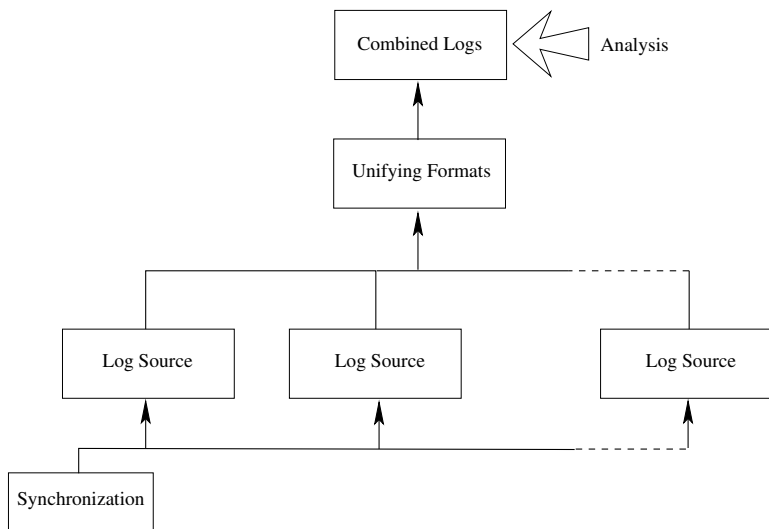 Combined Logs
Analysis
Unifying Formats
Log Source
Log Source
Log Source
Synchronization